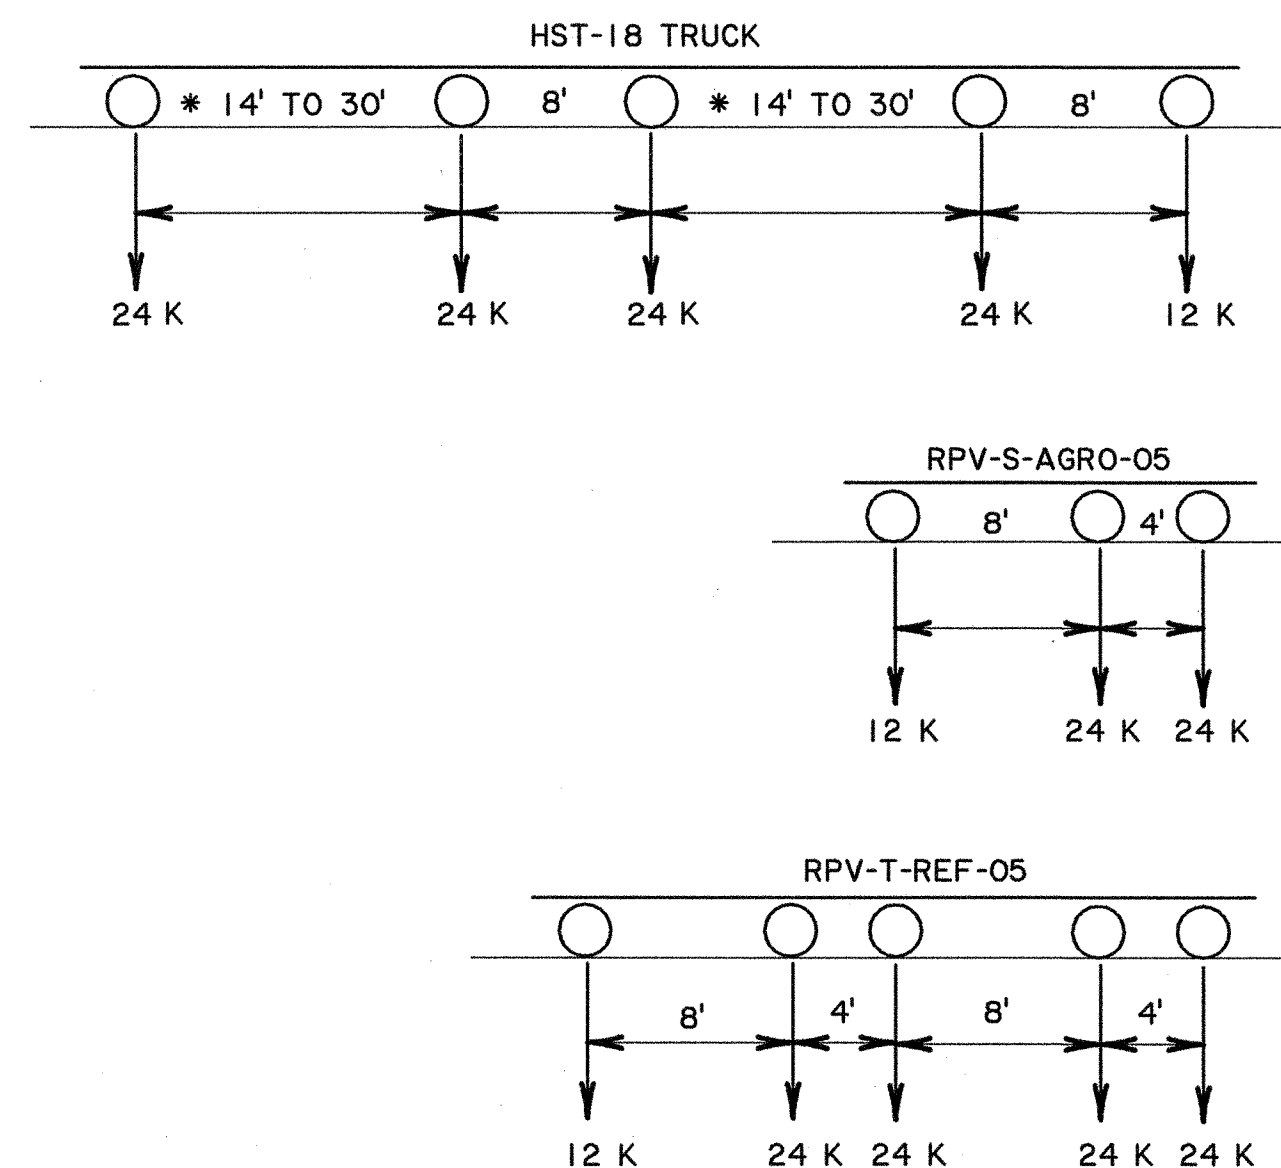 HST-18 TRUCK
* 14' TO 30' 8' * 14' TO 30' 8'
24 K 24 K 24 K 24 K 12 K
RPV-S-AGRO-05
8' 4'
12 K 24 K 24 K
RPV-T-REF-05
8' 4' 8' 4'
12 K 24 K 24 K 24 K 24 K